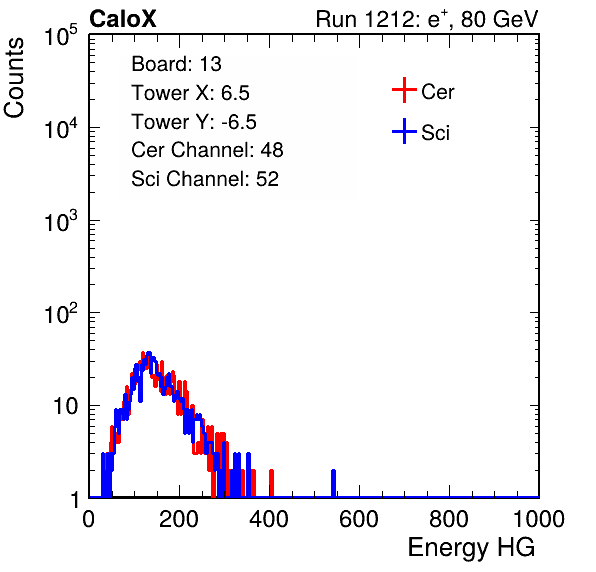 CaloX Run 1212: e⁺, 80 GeV
Counts
Board: 13
Tower X: 6.5
Tower Y: -6.5
Cer Channel: 48
Sci Channel: 52
Cer
Sci
10⁵
10⁴
10³
10²
10
1
0 200 400 600 800 1000
Energy HG